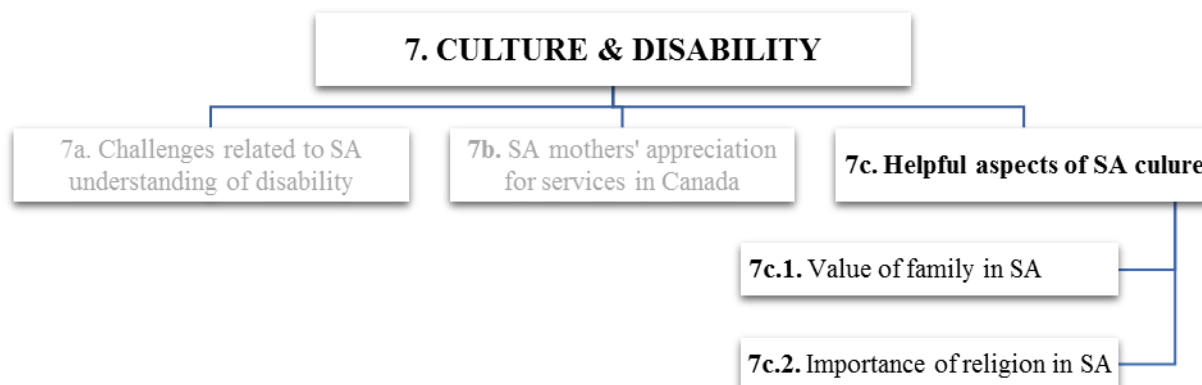 7. CULTURE & DISABILITY
7a. Challenges related to SA
understanding of disability
7b. SA mothers' appreciation
for services in Canada
7c. Helpful aspects of SA culure
7c.1. Value of family in SA
7c.2. Importance of religion in SA